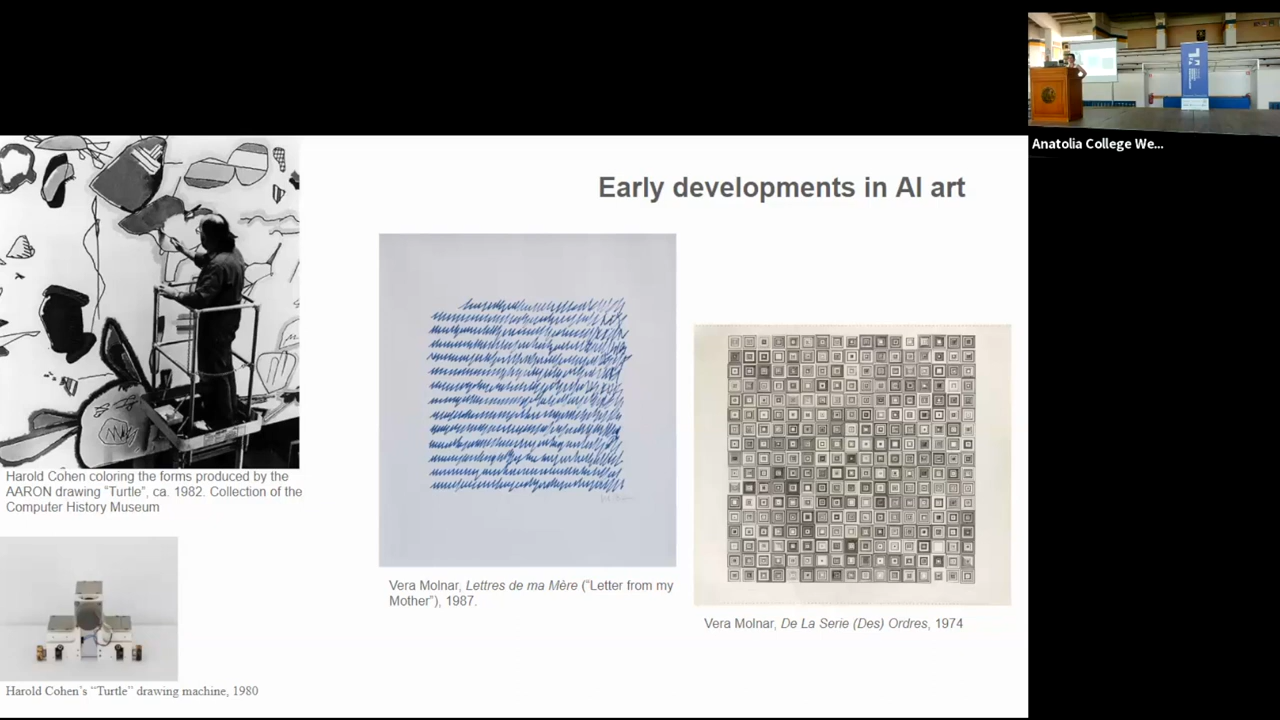 Early developments in AI art
Harold Cohen coloring the forms produced by the
AARON drawing “Turtle”, ca. 1982. Collection of the
Computer History Museum
Harold Cohen's “Turtle” drawing machine, 1980
Vera Molnar, Lettres de ma Mère (“Letter from my
Mother”), 1987.
Vera Molnar, De La Serie (Des) Ordres, 1974
Anatolia College We...